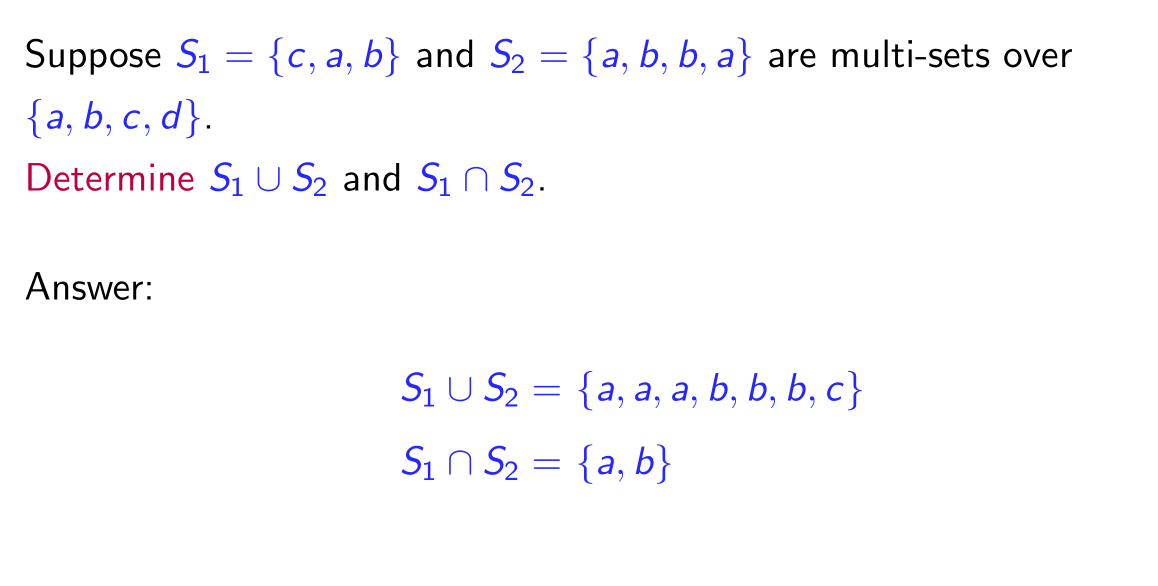 Suppose S₁ = {c, a, b} and S₂ = {a, b, b, a} are multi-sets over
{a, b, c, d}.
Determine S₁ ∪ S₂ and S₁ ∩ S₂.
Answer:
S₁ ∪ S₂ = {a, a, a, b, b, b, c}
S₁ ∩ S₂ = {a, b}